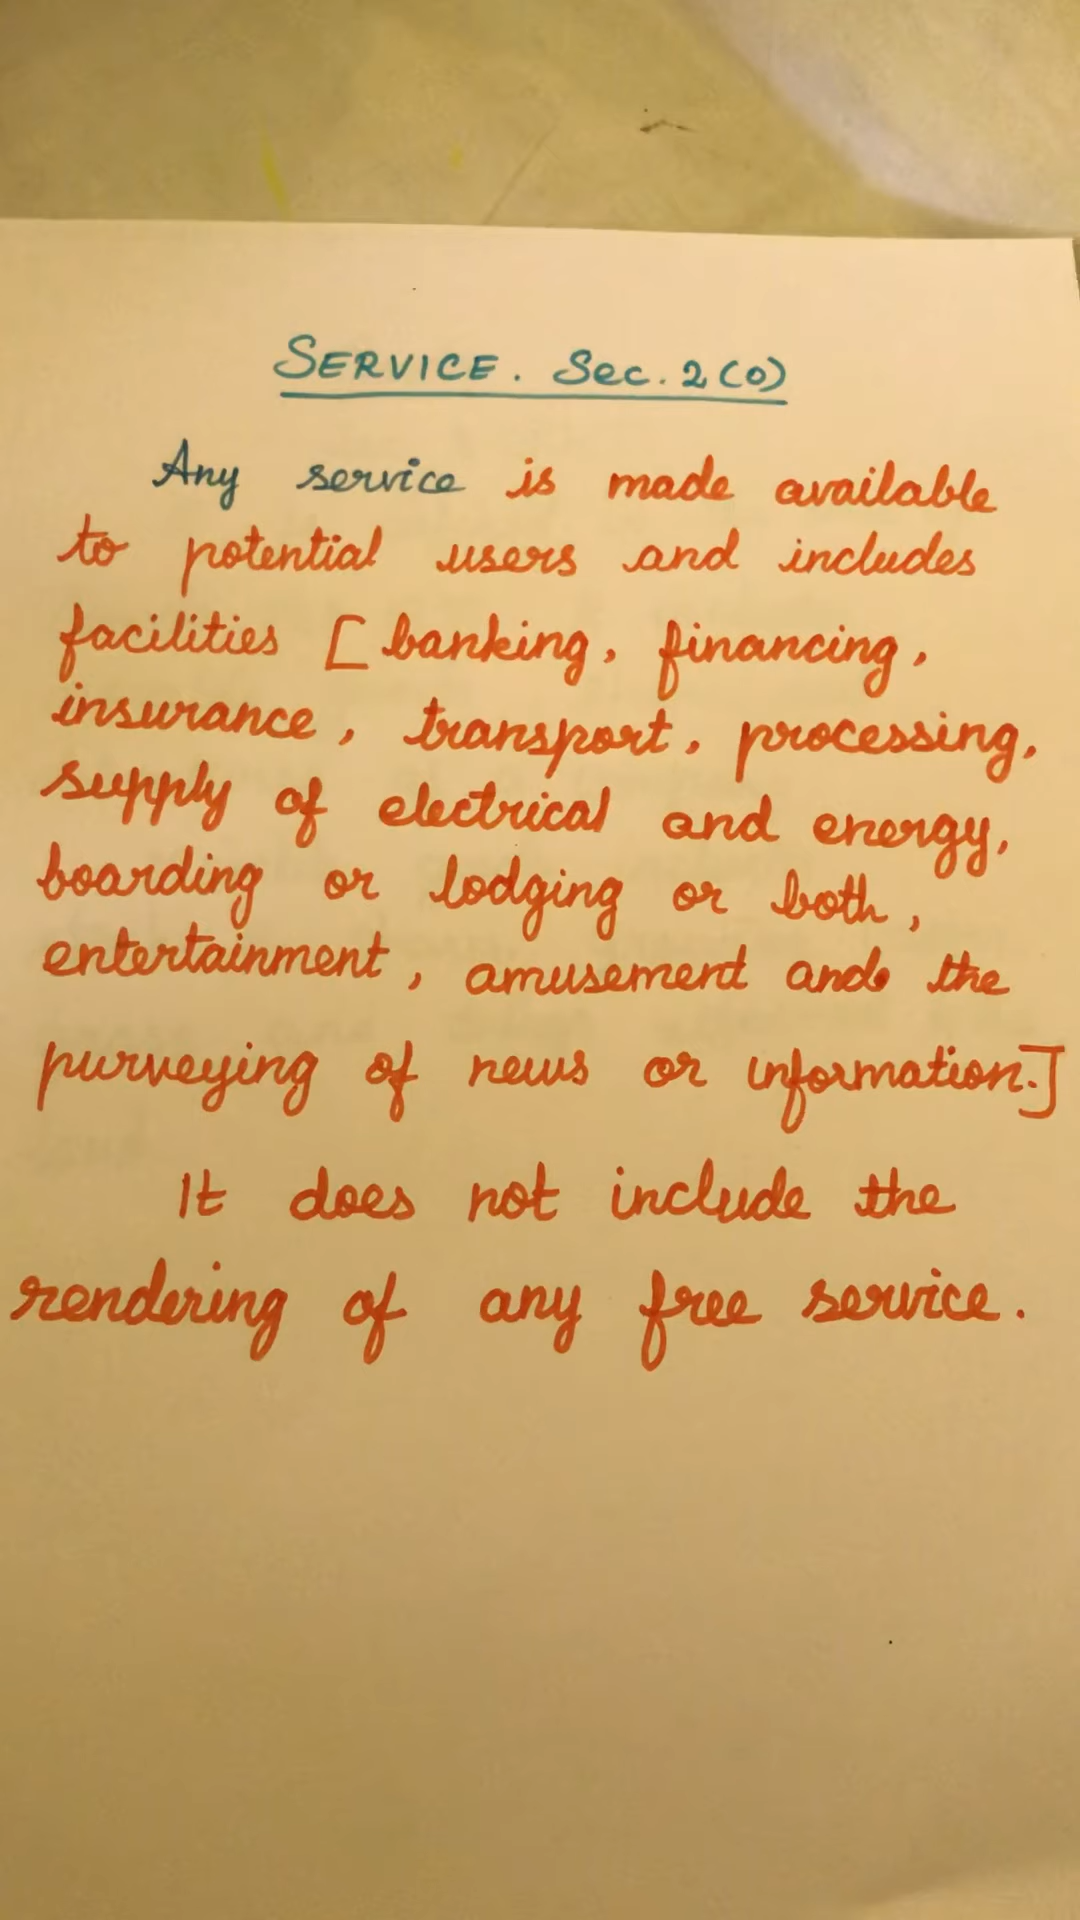 SERVICE. Sec. 2(o)
Any service is made available
to potential users and includes
facilities [banking, financing,
insurance, transport, processing,
supply of electrical and energy,
boarding or lodging or both,
entertainment, amusement and the
purveying of news or information.]
It does not include the
rendering of any free service.